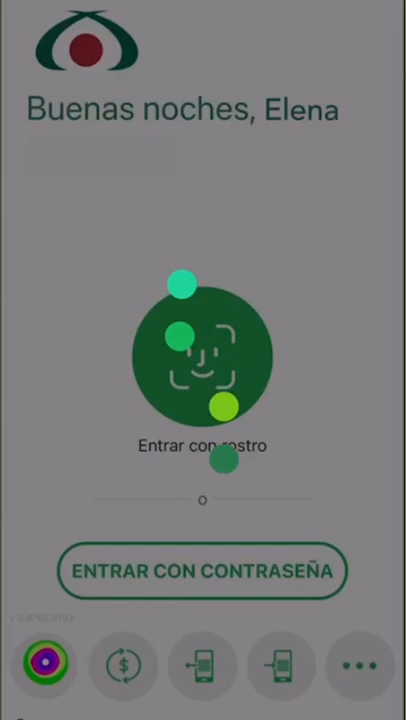 Buenas noches, Elena
Entrar con rostro
o
ENTRAR CON CONTRASEÑA
$